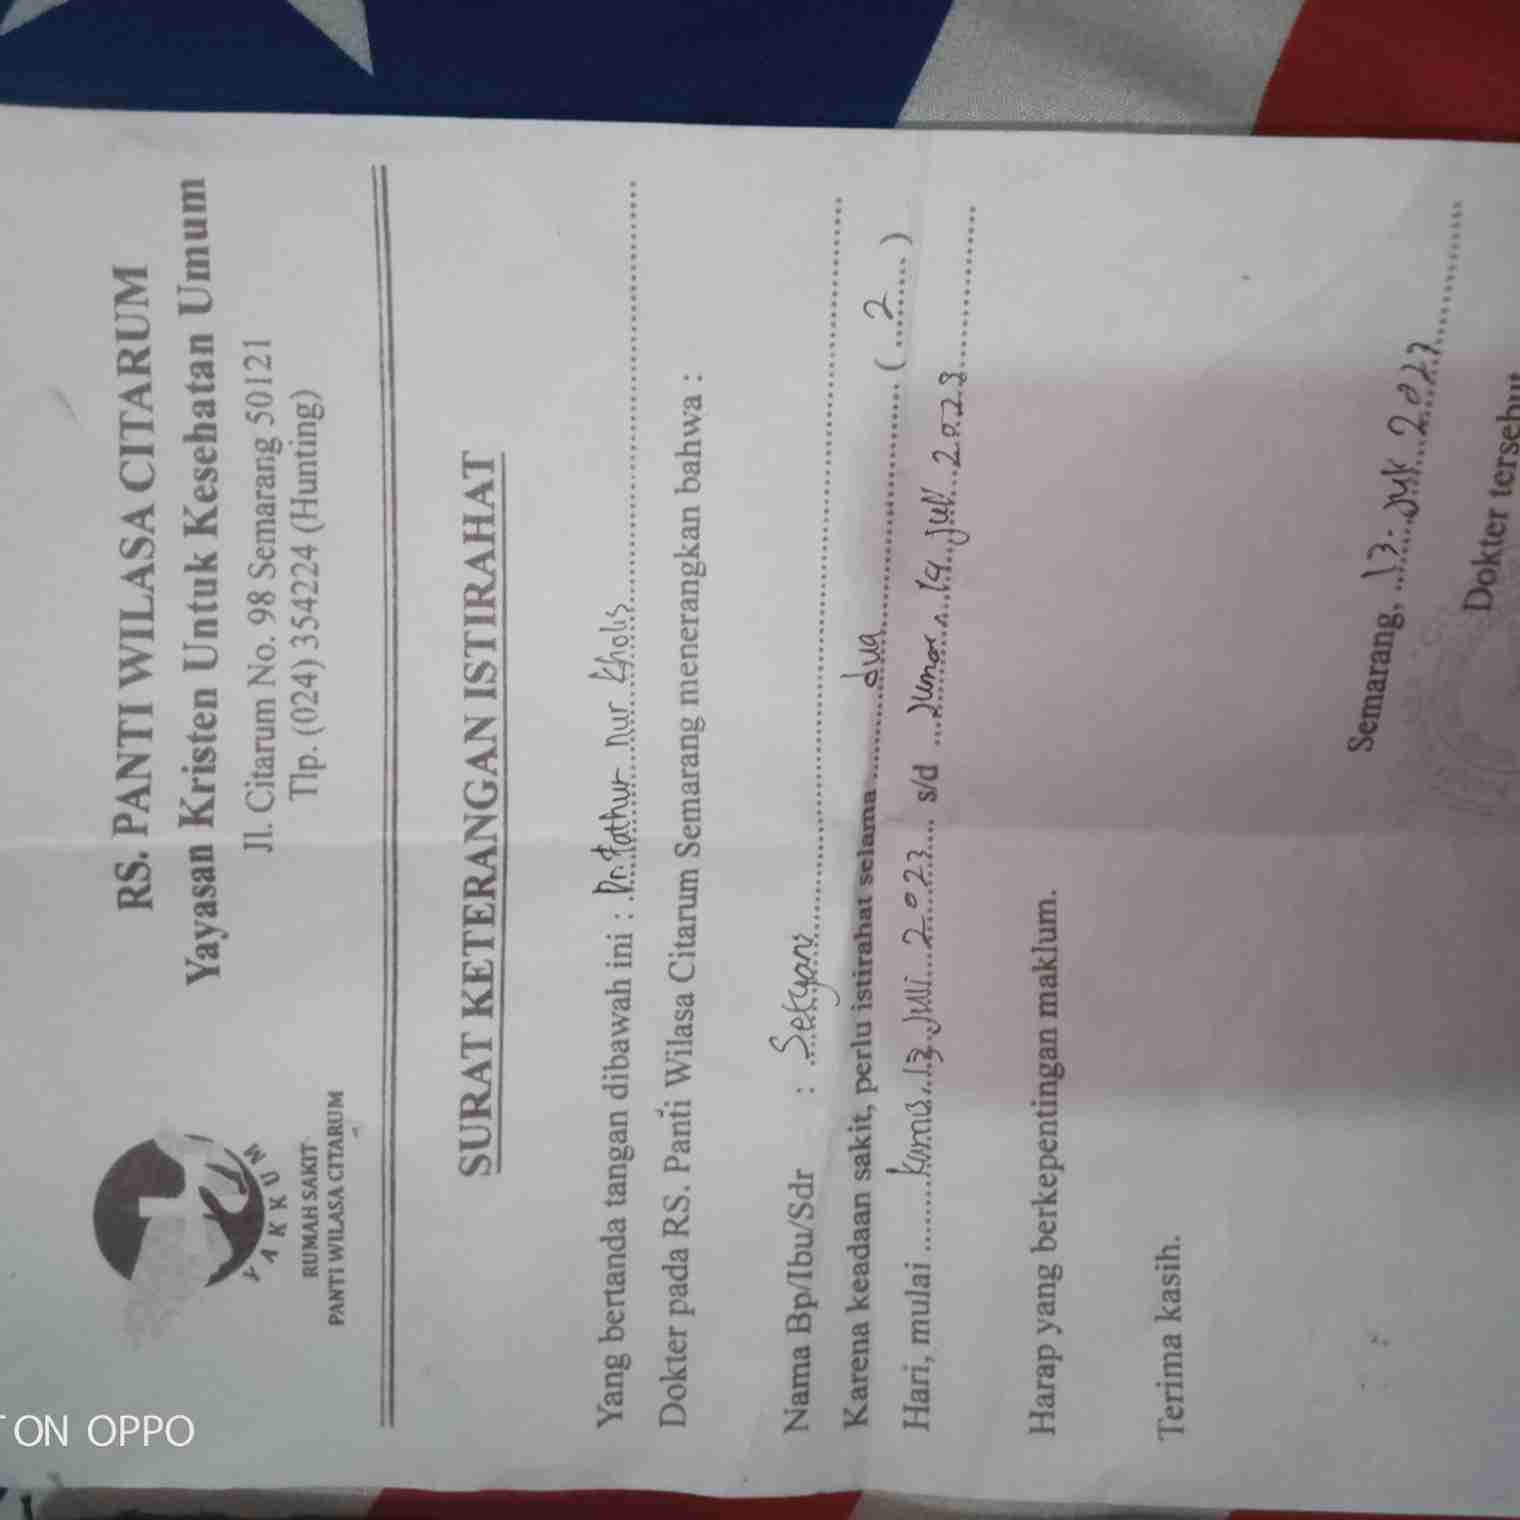 RS. PANTI WILASA CITARUM
Yayasan Kristen Untuk Kesehatan Umum
Jl. Citarum No. 98 Semarang 50121
Tlp. (024) 354224 (Hunting)
YAKKUM
RUMAH SAKIT
PANTI WILASA CITARUM
SURAT KETERANGAN ISTIRAHAT
Yang bertanda tangan dibawah ini : Dr. Fathur nur kholis
Dokter pada RS. Panti Wilasa Citarum Semarang menerangkan bahwa :
Nama Bp/Ibu/Sdr : Setyani
Karena keadaan sakit, perlu istirahat selama dua ( 2 )
Hari, mulai kamis 13 juli 2023 s/d jumat 14 juli 2023
Harap yang berkepentingan maklum.
Terima kasih.
Semarang, 13 - juli 2023
Dokter tersebut
ON OPPO